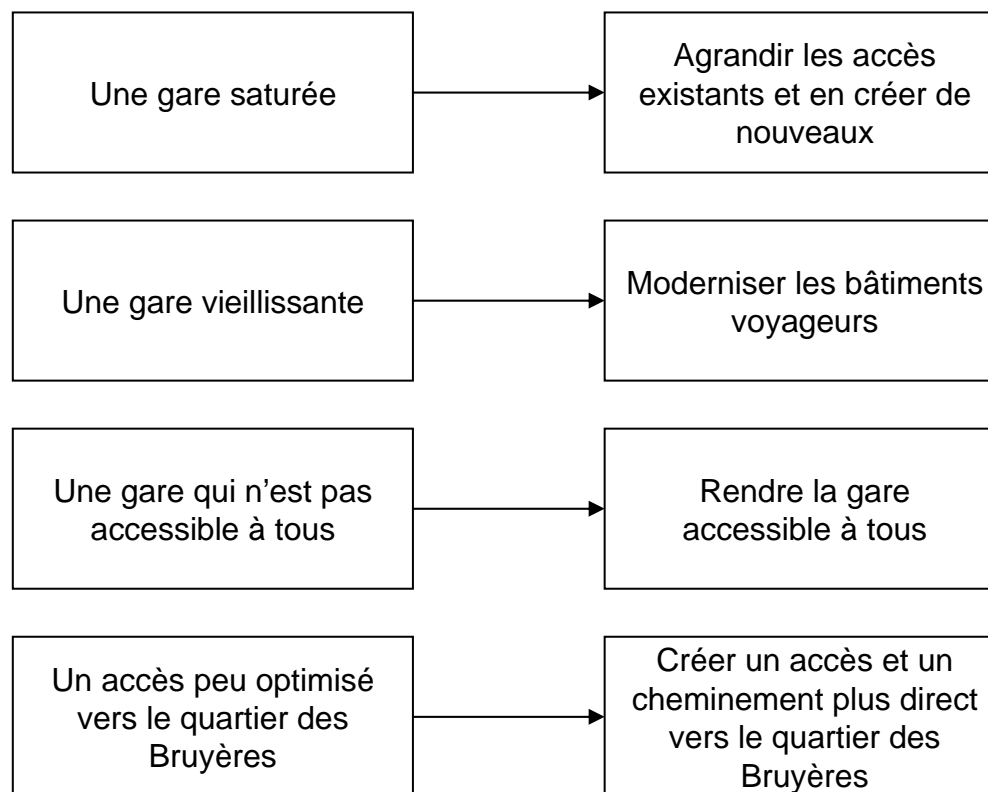 Une gare saturée
Agrandir les accès
existants et en créer de
nouveaux
Une gare vieillissante
Moderniser les bâtiments
voyageurs
Une gare qui n’est pas
accessible à tous
Rendre la gare
accessible à tous
Un accès peu optimisé
vers le quartier des
Bruyères
Créer un accès et un
cheminement plus direct
vers le quartier des
Bruyères